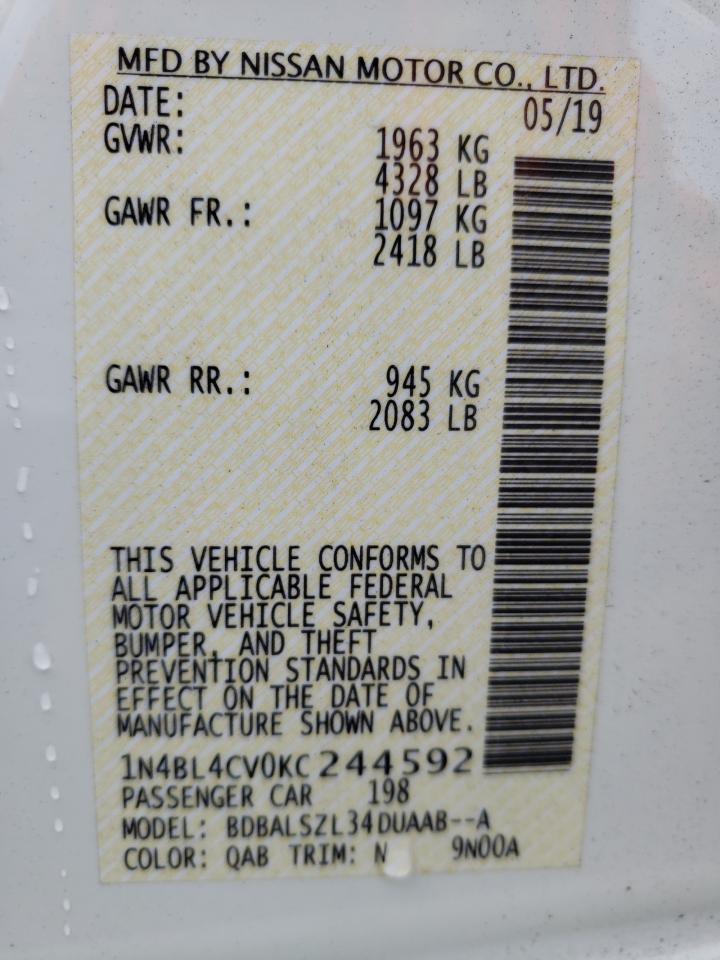 MFD BY NISSAN MOTOR CO., LTD.
DATE: 05/19
GVWR: 1963 KG
4328 LB
GAWR FR.: 1097 KG
2418 LB
GAWR RR.: 945 KG
2083 LB
THIS VEHICLE CONFORMS TO
ALL APPLICABLE FEDERAL
MOTOR VEHICLE SAFETY,
BUMPER, AND THEFT
PREVENTION STANDARDS IN
EFFECT ON THE DATE OF
MANUFACTURE SHOWN ABOVE.
1N4BL4CV0KC244592
PASSENGER CAR 198
MODEL: BDBALSZL34DUAAB--A
COLOR: QAB TRIM: N 9N00A